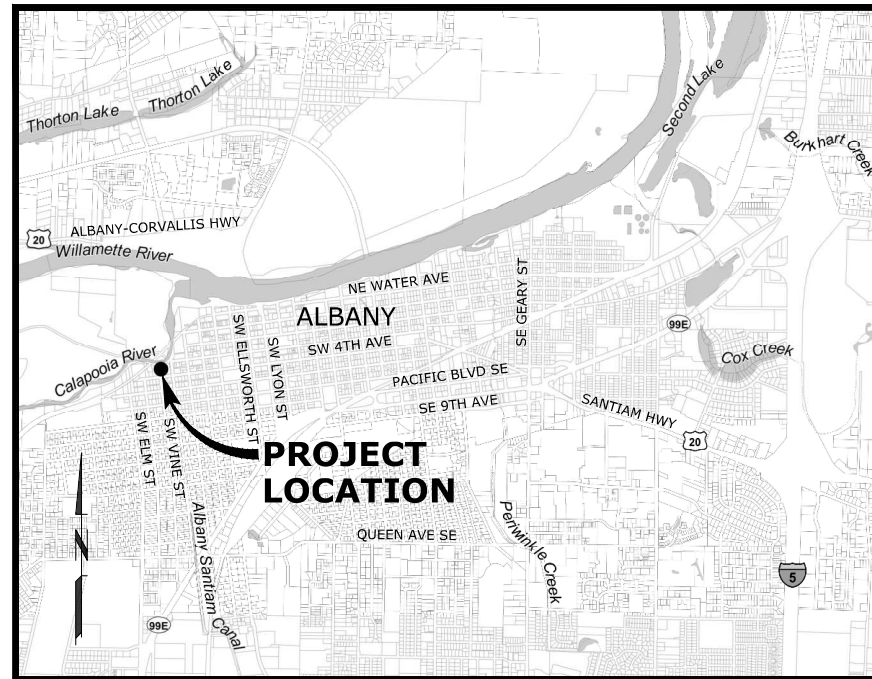 Thorton Lake
Thorton Lake
Second Lake
Burkhart Creek
ALBANY-CORVALLIS HWY
20
Willamette River
NE WATER AVE
SE GEARY ST
ALBANY
99E
SW ELLSWORTH ST
SW LYON ST
SW 4TH AVE
Calapooia River
Cox Creek
PACIFIC BLVD SE
SE 9TH AVE
SANTIAM HWY
20
SW ELM ST
SW VINE ST
PROJECT
LOCATION
Albany Santiam Canal
Periwinkle Creek
QUEEN AVE SE
N
5
99E